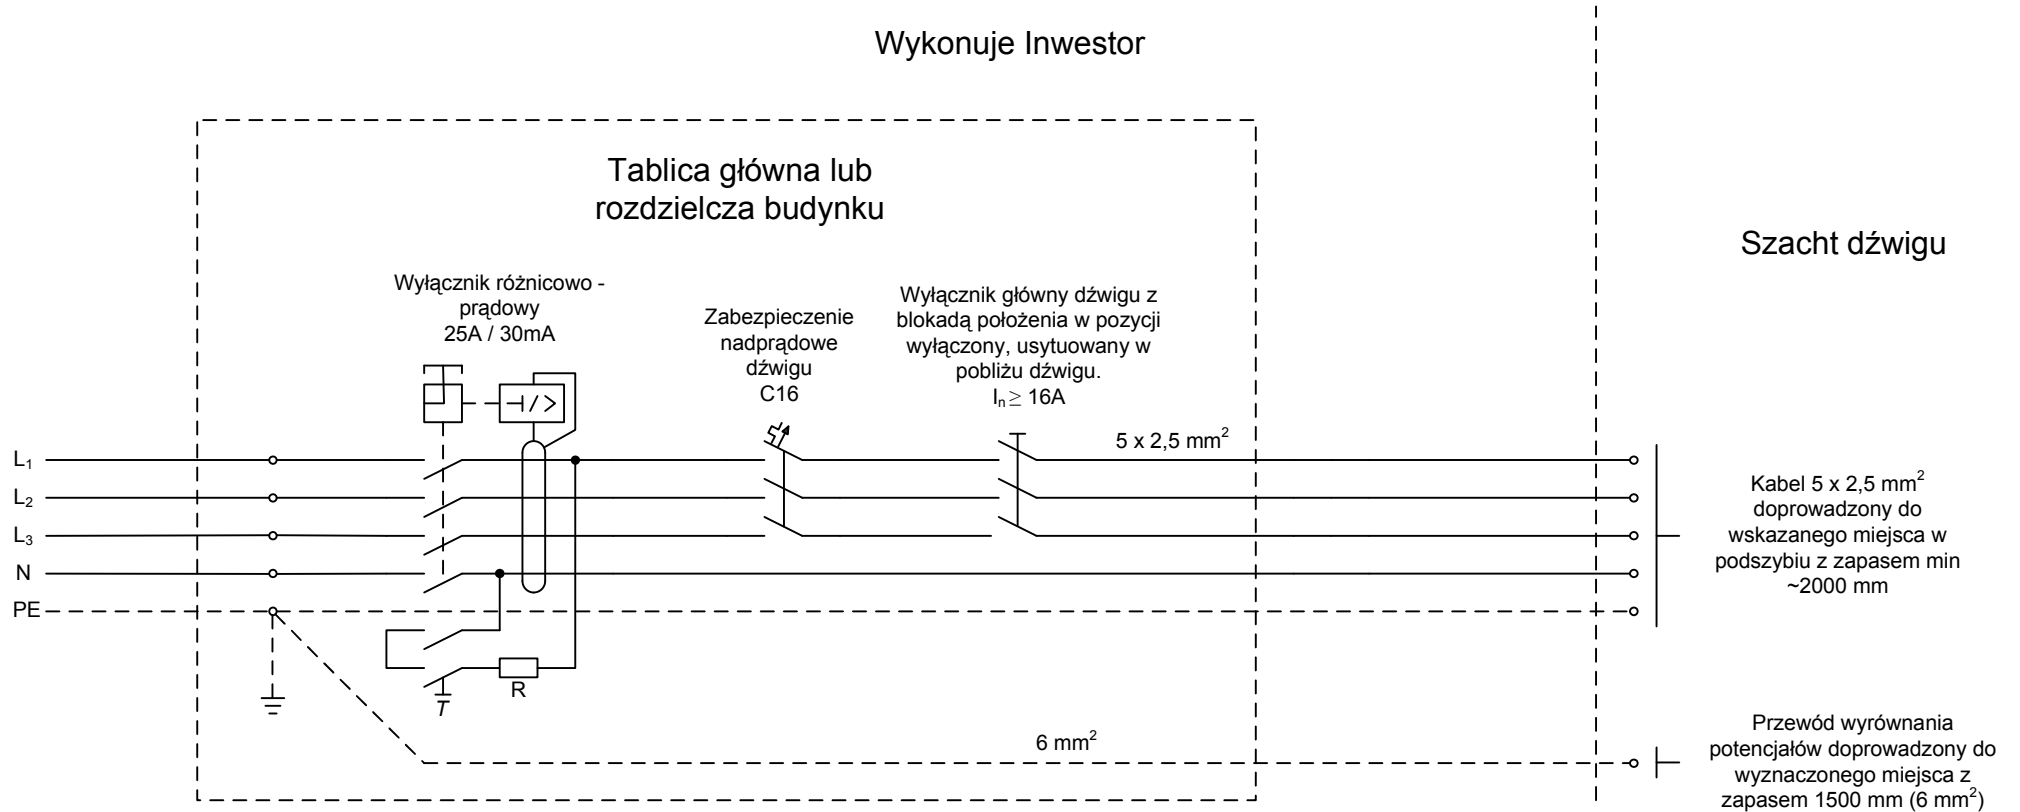 Wykonuje Inwestor
Tablica główna lub
rozdzielcza budynku
Szacht dźwigu
Wyłącznik różnicowo -
prądowy
25A / 30mA
Zabezpieczenie
nadprądowe
dźwigu
C16
Wyłącznik główny dźwigu z
blokadą położenia w pozycji
wyłączony, usytuowany w
pobliżu dźwigu.
Iₙ ≥ 16A
5 x 2,5 mm²
L₁
L₂
L₃
N
PE
Kabel 5 x 2,5 mm²
doprowadzony do
wskazanego miejsca w
podszybiu z zapasem min
~2000 mm
R
T
6 mm²
Przewód wyrównania
potencjałów doprowadzony do
wyznaczonego miejsca z
zapasem 1500 mm (6 mm²)